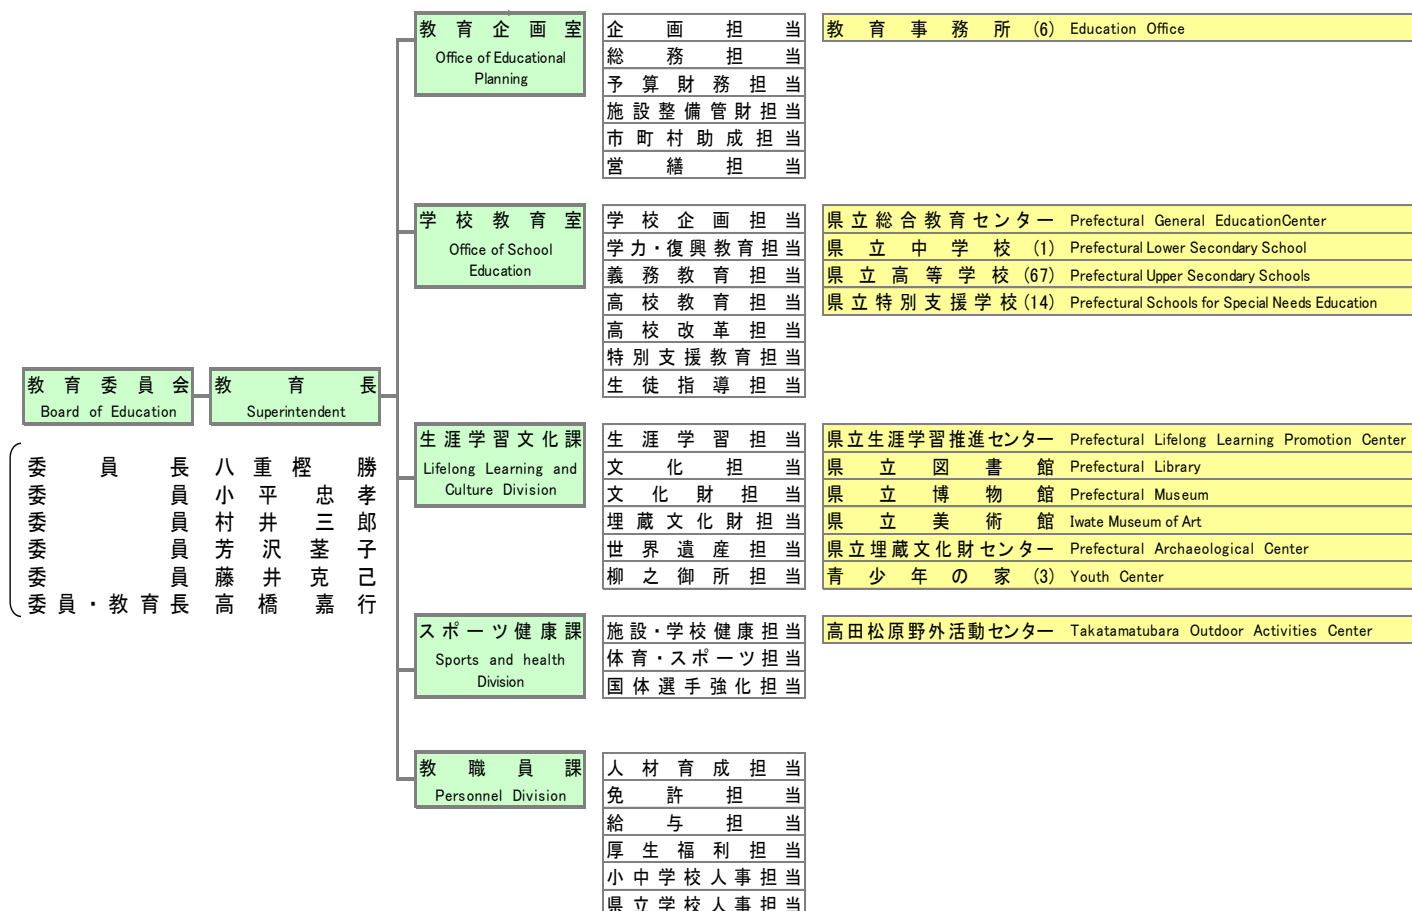 教育委員会
Board of Education
教育長
Superintendent
委員長 八重樫勝
委員 小平忠孝
委員 村井三郎
委員 芳沢茎子
委員 藤井克己
委員・教育長 高橋嘉行
教育企画室
Office of Educational
Planning
企画担当
総務担当
予算財務担当
施設整備管財担当
市町村助成担当
営繕担当
教育事務所(6) Education Office
学校教育室
Office of School
Education
学校企画担当
学力・復興教育担当
義務教育担当
高校教育担当
高校改革担当
特別支援教育担当
生徒指導担当
県立総合教育センター Prefectural General EducationCenter
県立中学校(1) Prefectural Lower Secondary School
県立高等学校(67) Prefectural Upper Secondary Schools
県立特別支援学校(14) Prefectural Schools for Special Needs Education
生涯学習文化課
Lifelong Learning and
Culture Division
生涯学習担当
文化担当
文化財担当
埋蔵文化財担当
世界遺産担当
柳之御所担当
県立生涯学習推進センター Prefectural Lifelong Learning Promotion Center
県立図書館 Prefectural Library
県立博物館 Prefectural Museum
県立美術館 Iwate Museum of Art
県立埋蔵文化財センター Prefectural Archaeological Center
青少年の家(3) Youth Center
スポーツ健康課
Sports and health
Division
施設・学校健康担当
体育・スポーツ担当
国体選手強化担当
高田松原野外活動センター Takatamatubara Outdoor Activities Center
教職員課
Personnel Division
人材育成担当
免許担当
給与担当
厚生福利担当
小中学校人事担当
県立学校人事担当